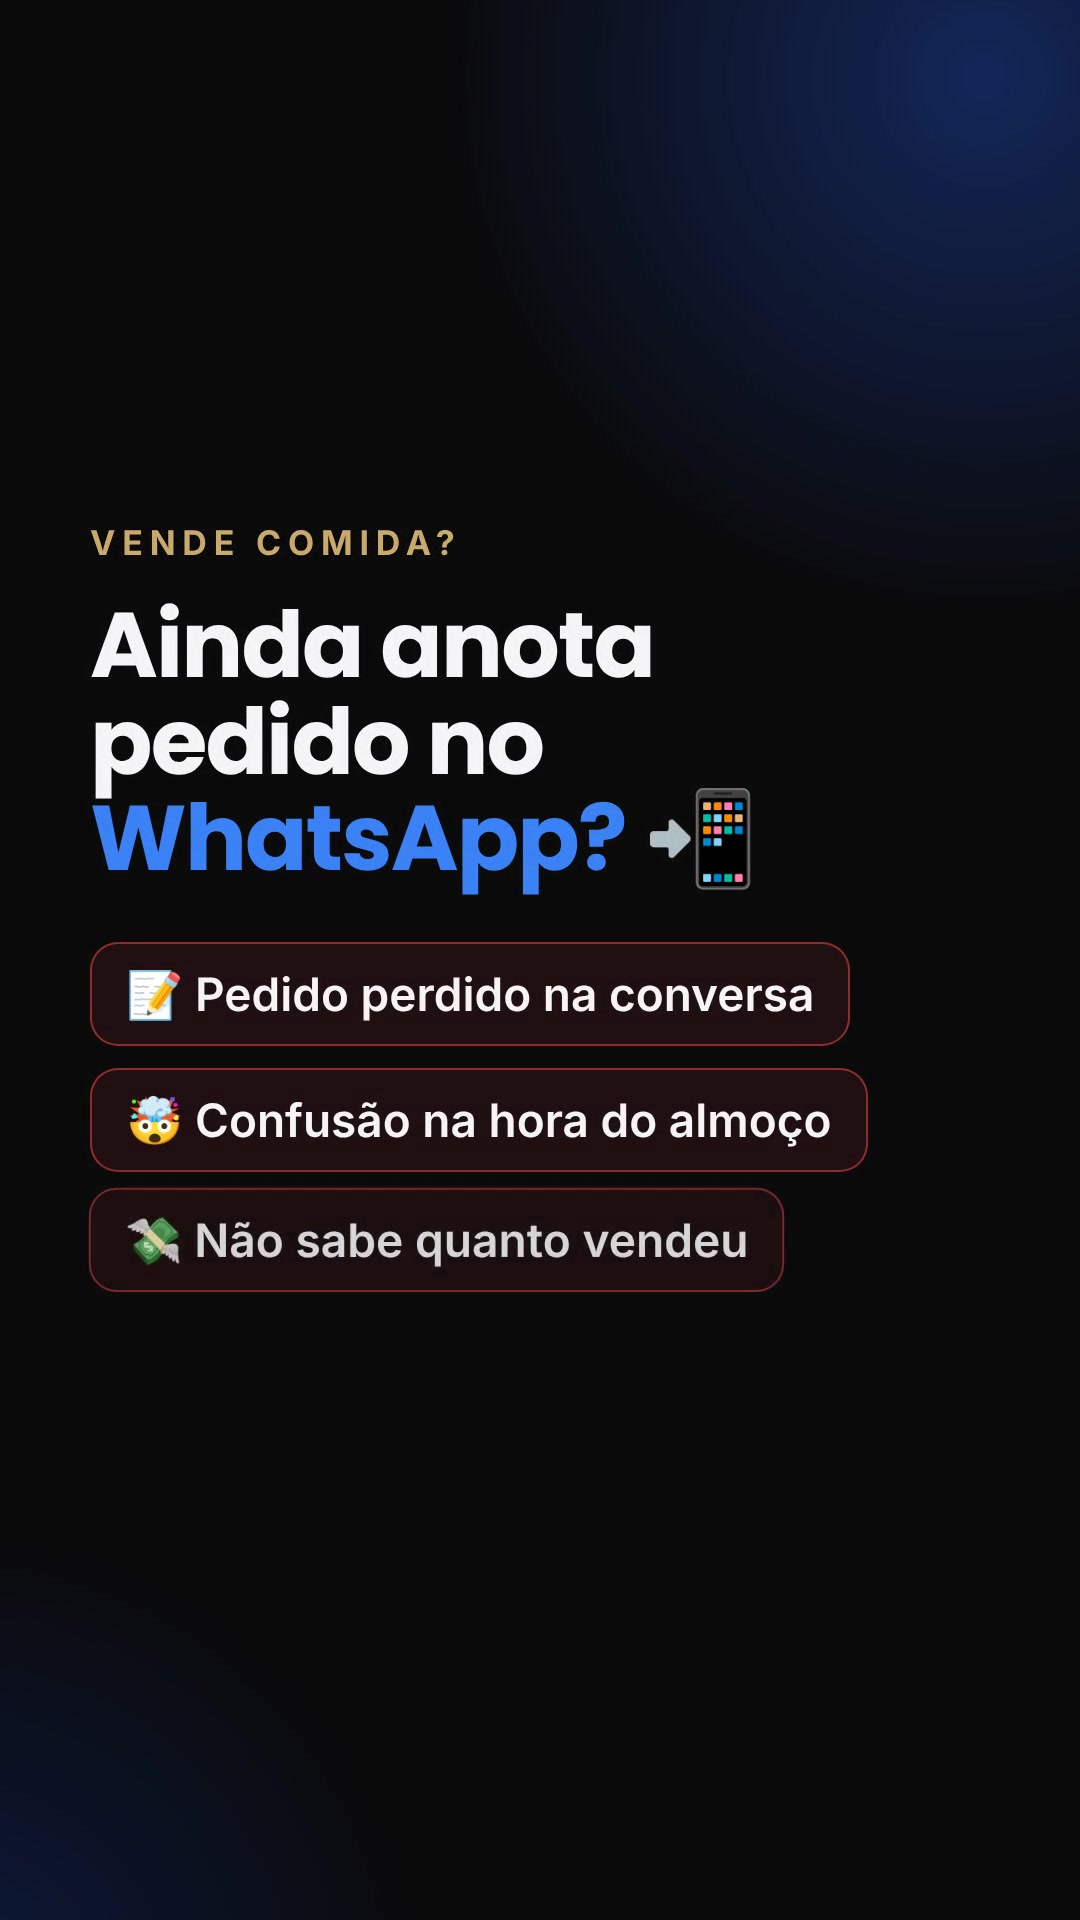 VENDE COMIDA?
Ainda anota
pedido no
WhatsApp? 📲
📝 Pedido perdido na conversa
🤯 Confusão na hora do almoço
💸 Não sabe quanto vendeu